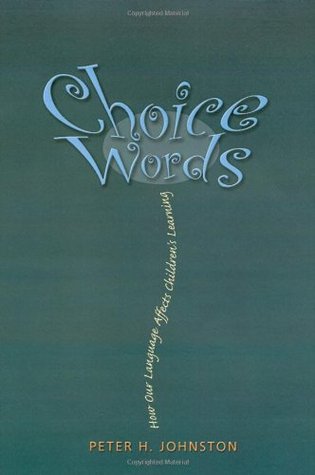 Choice
Words
How Our Language Affects Children's Learning
PETER H. JOHNSTON